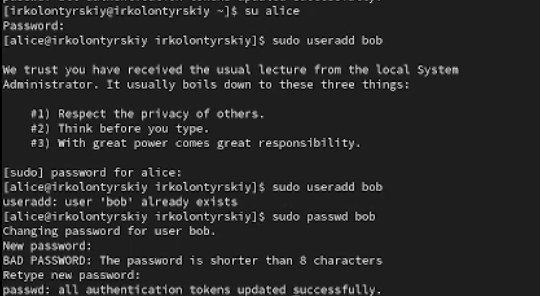 [irkolontyrskiy@irkolontyrskiy ~]$ su alice
Password:
[alice@irkolontyrskiy irkolontyrskiy]$ sudo useradd bob
We trust you have received the usual lecture from the local System
Administrator. It usually boils down to these three things:
#1) Respect the privacy of others.
#2) Think before you type.
#3) With great power comes great responsibility.
[sudo] password for alice:
[alice@irkolontyrskiy irkolontyrskiy]$ sudo useradd bob
useradd: user 'bob' already exists
[alice@irkolontyrskiy irkolontyrskiy]$ sudo passwd bob
Changing password for user bob.
New password:
BAD PASSWORD: The password is shorter than 8 characters
Retype new password:
passwd: all authentication tokens updated successfully.